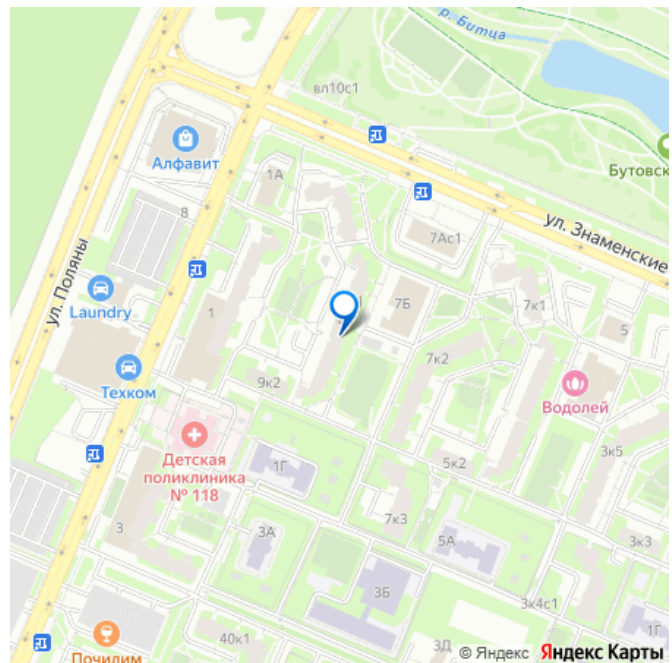 р. Битца
вл10с1
Алфавит
Бутовск
1А
7Ас1
ул. Знаменские
8
ул. Поляны
Laundry
7Б
7к1
1
5
Техком
7к2
9к2
Водолей
Детская
поликлиника
№ 118
3к5
1Г
5к2
3
7к3
3А
5А
3к3
3Б
3к4с1
40к1
3Д
1Г
Почилим
© Яндекс Яндекс Карты